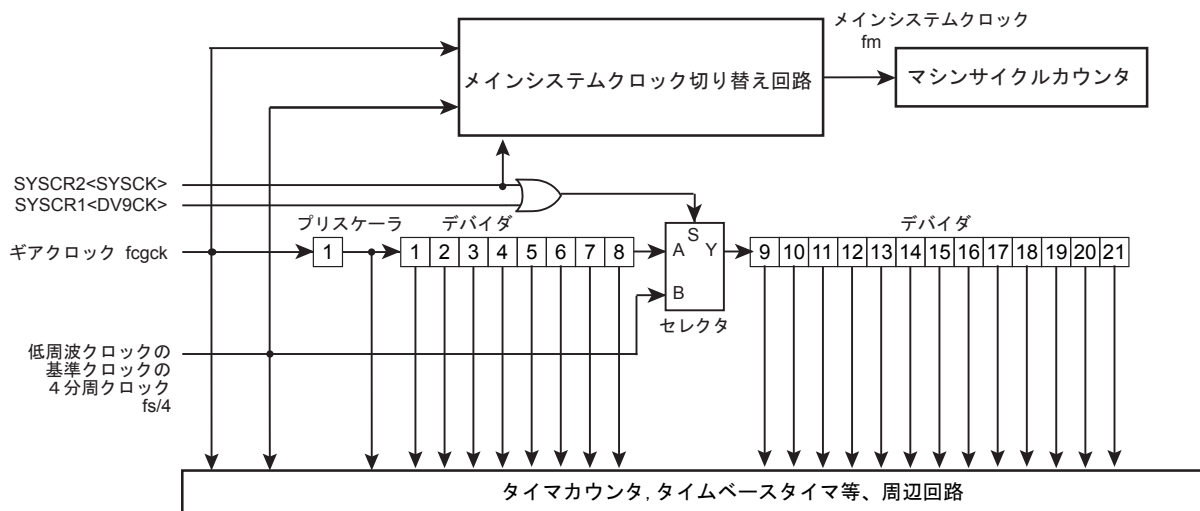 メインシステムクロック
fm
メインシステムクロック切り替え回路
マシンサイクルカウンタ
SYSCR2<SYSCK>
SYSCR1<DV9CK>
プリスケーラ
デバイダ
デバイダ
ギアクロック fcgck
1
1 2 3 4 5 6 7 8
S
A Y
B
セレクタ
9 10 11 12 13 14 15 16 17 18 19 20 21
低周波クロックの
基準クロックの
4分周クロック
fs/4
タイマカウンタ, タイムベースタイマ等、周辺回路